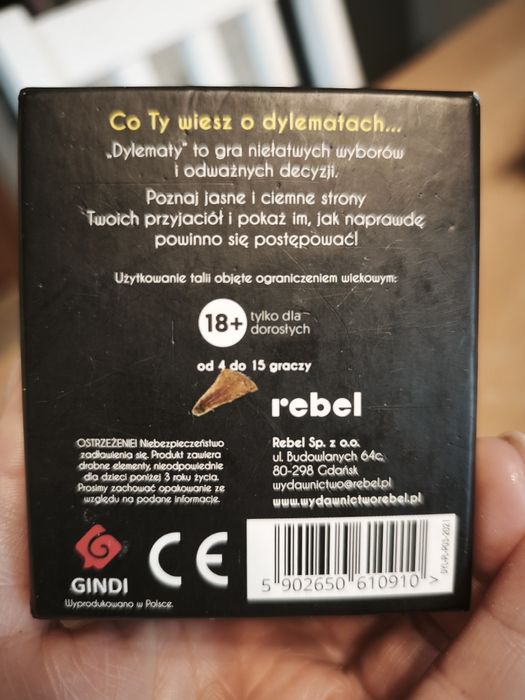 Co Ty wiesz o dylematach...
„Dylematy" to gra niełatwych wyborów
i odważnych decyzji.
Poznaj jasne i ciemne strony
Twoich przyjaciół i pokaż im, jak naprawdę
powinno się postępować!
Użytkowanie talii objęte ograniczeniem wiekowym:
18+ tylko dla
dorosłych
od 4 do 15 graczy
rebel
OSTRZEŻENIE! Niebezpieczeństwo
zadławienia się. Produkt zawiera
drobne elementy, nieodpowiednie
dla dzieci poniżej 3 roku życia.
Prosimy zachować opakowanie ze
względu na podane informacje.
Rebel Sp. z o.o.
ul. Budowlanych 64c
80-298 Gdańsk
wydawnictwo@rebel.pl
www.wydawnictworebel.pl
GINDI
Wyprodukowano w Polsce.
CE
5 902650 610910 >
DYL-PL-R03-2021